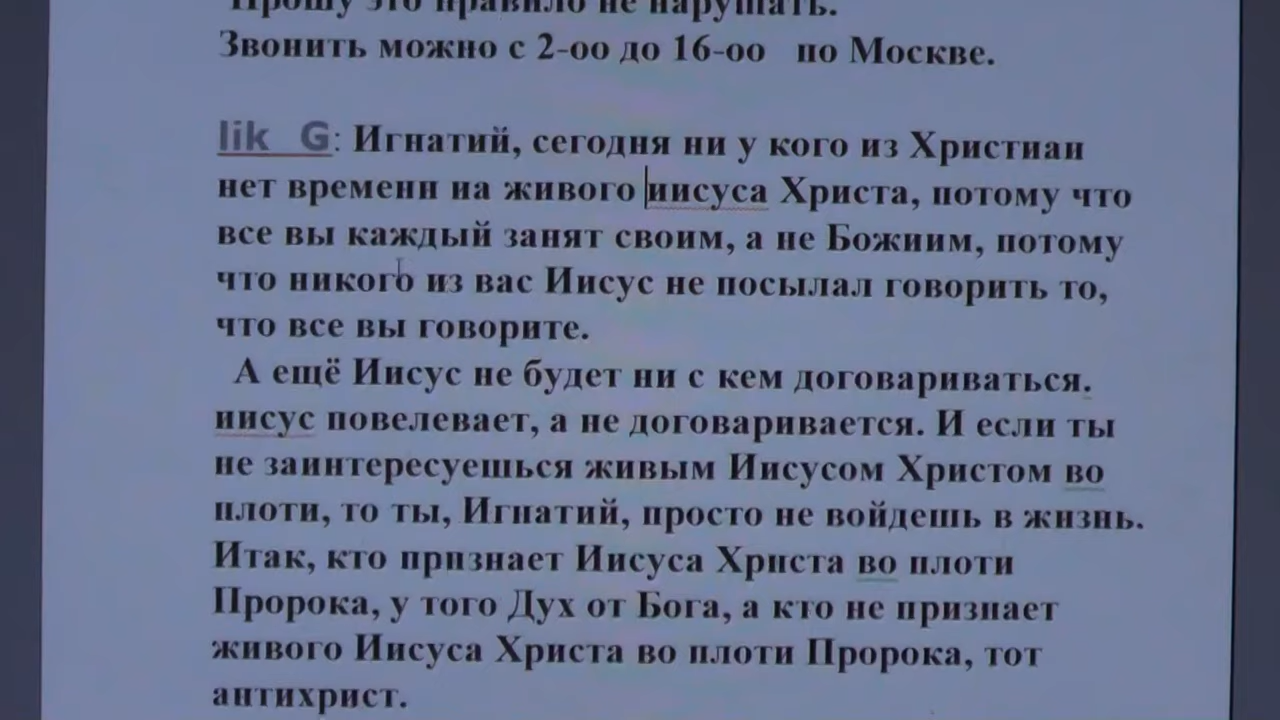 Прошу это правило не нарушать.
Звонить можно с 2-оо до 16-оо по Москве.
lik G: Игнатий, сегодня ни у кого из Христиан
нет времени на живого иисуса Христа, потому что
все вы каждый занят своим, а не Божиим, потому
что никого из вас Иисус не посылал говорить то,
что все вы говорите.
А ещё Иисус не будет ни с кем договариваться.
иисус повелевает, а не договаривается. И если ты
не заинтересуешься живым Иисусом Христом во
плоти, то ты, Игнатий, просто не войдешь в жизнь.
Итак, кто признает Иисуса Христа во плоти
Пророка, у того Дух от Бога, а кто не признает
живого Иисуса Христа во плоти Пророка, тот
антихрист.